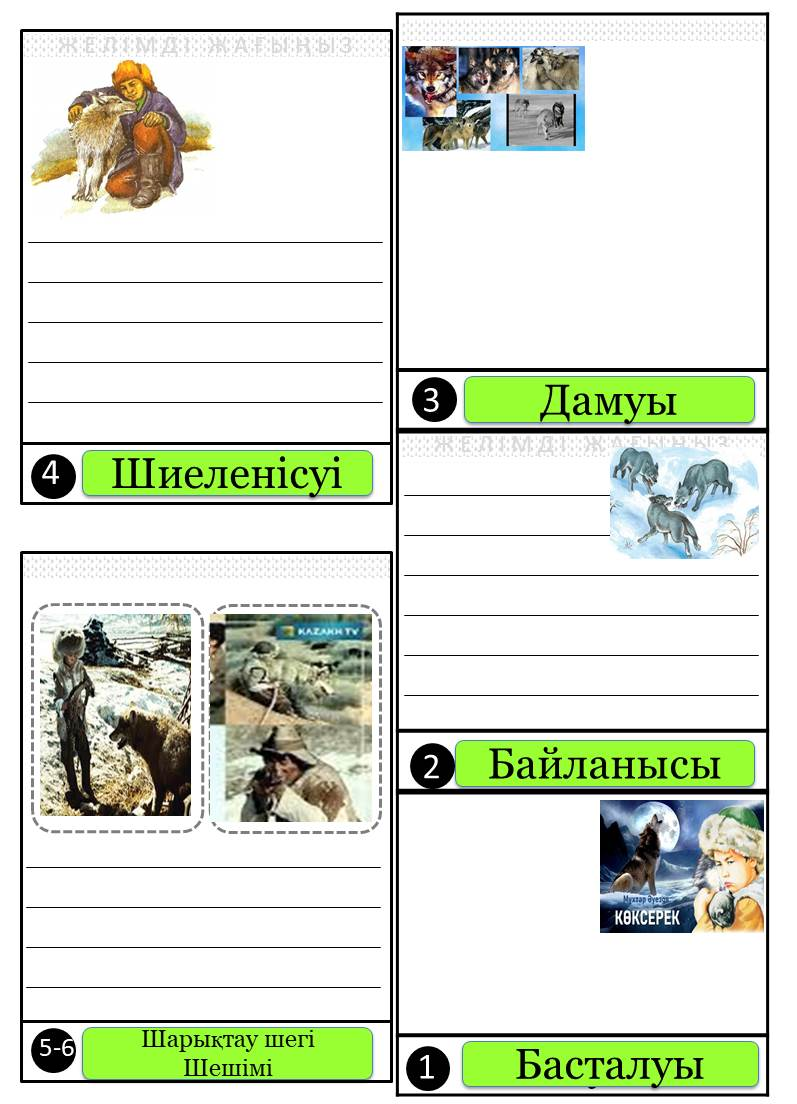 ЖЕЛІМДІ ЖАҒЫҢЫЗ
4
Шиеленісуі
KAZAKH TV
5-6
Шарықтау шегі
Шешімі
3
Дамуы
ЖЕЛІМДІ ЖАҒЫҢЫЗ
2
Байланысы
Мұхтар Әуезов
КӨКСЕРЕК
1
Басталуы